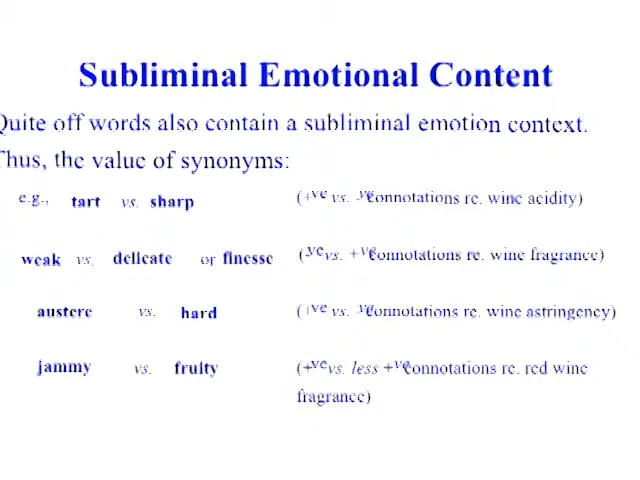 Subliminal Emotional Content
Quite off words also contain a subliminal emotion context.
Thus, the value of synonyms:
e.g., tart vs. sharp (+ve vs. -ve connotations re. wine acidity)
weak vs. delicate or finesse (-ve vs. +ve connotations re. wine fragrance)
austere vs. hard (+ve vs. -ve connotations re. wine astringency)
jammy vs. fruity (+ve vs. less +ve connotations re. red wine
fragrance)